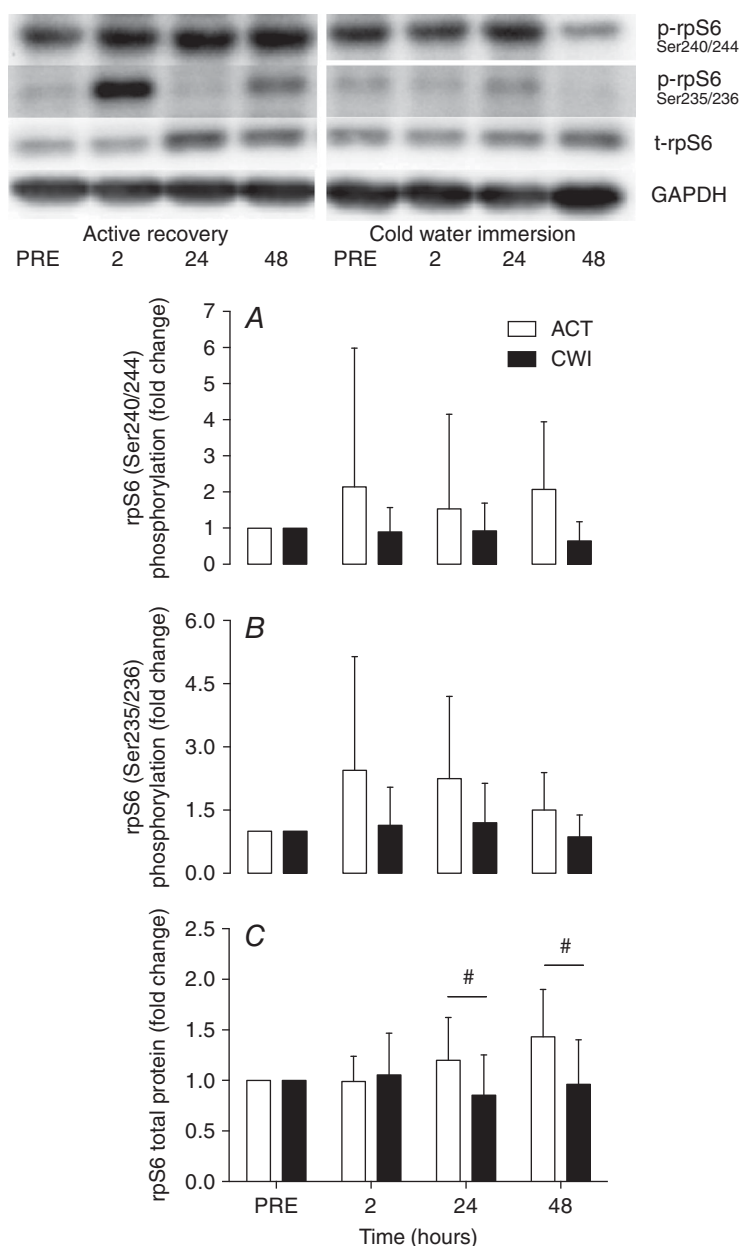 p-rpS6
Ser240/244
p-rpS6
Ser235/236
t-rpS6
GAPDH
Active recovery
Cold water immersion
PRE 2 24 48 PRE 2 24 48
A
ACT
CWI
7
6
5
4
3
2
1
0
rpS6 (Ser240/244)
phosphorylation (fold change)
B
6.0
4.5
3.0
1.5
0.0
rpS6 (Ser235/236)
phosphorylation (fold change)
C
#
#
2.5
2.0
1.5
1.0
0.5
0.0
rpS6 total protein (fold change)
PRE 2 24 48
Time (hours)